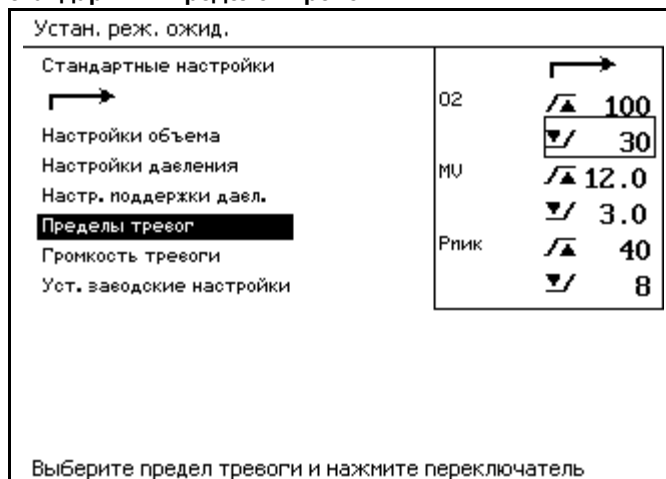 Устан. реж. ожид.
Стандартные настройки
Настройки объема
Настройки давления
Настр. поддержки давл.
Пределы тревог
Громкость тревоги
Уст. заводские настройки
O2 100
30
MV 12.0
3.0
Pпик 40
8
Выберите предел тревоги и нажмите переключатель